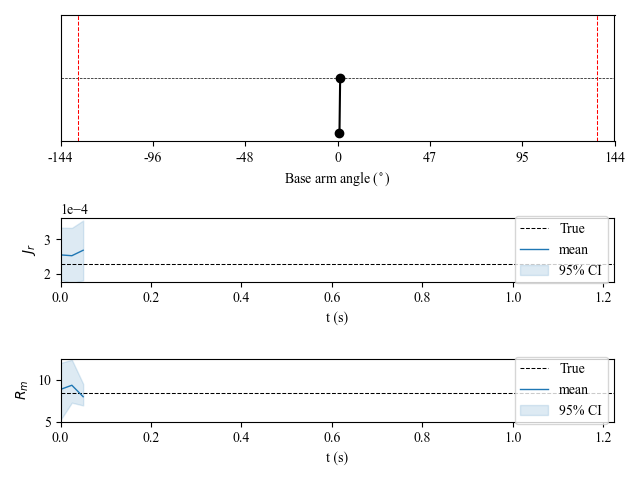 -144 -96 -48 0 47 95 144
Base arm angle (°)
1e−4
3
2
J_r
True
mean
95% CI
0.0 0.2 0.4 0.6 0.8 1.0 1.2
t (s)
10
5
R_m
True
mean
95% CI
0.0 0.2 0.4 0.6 0.8 1.0 1.2
t (s)